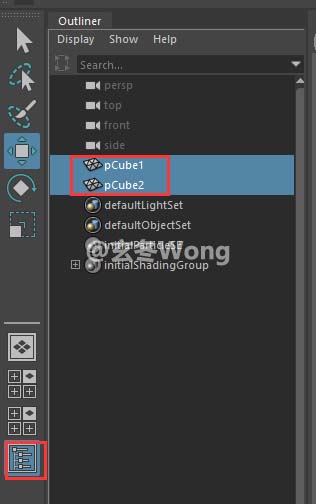 Outliner
Display Show Help
Search...
persp
top
front
side
pCube1
pCube2
defaultLightSet
defaultObjectSet
initialParticleSE
initialShadingGroup
@玄冬Wong